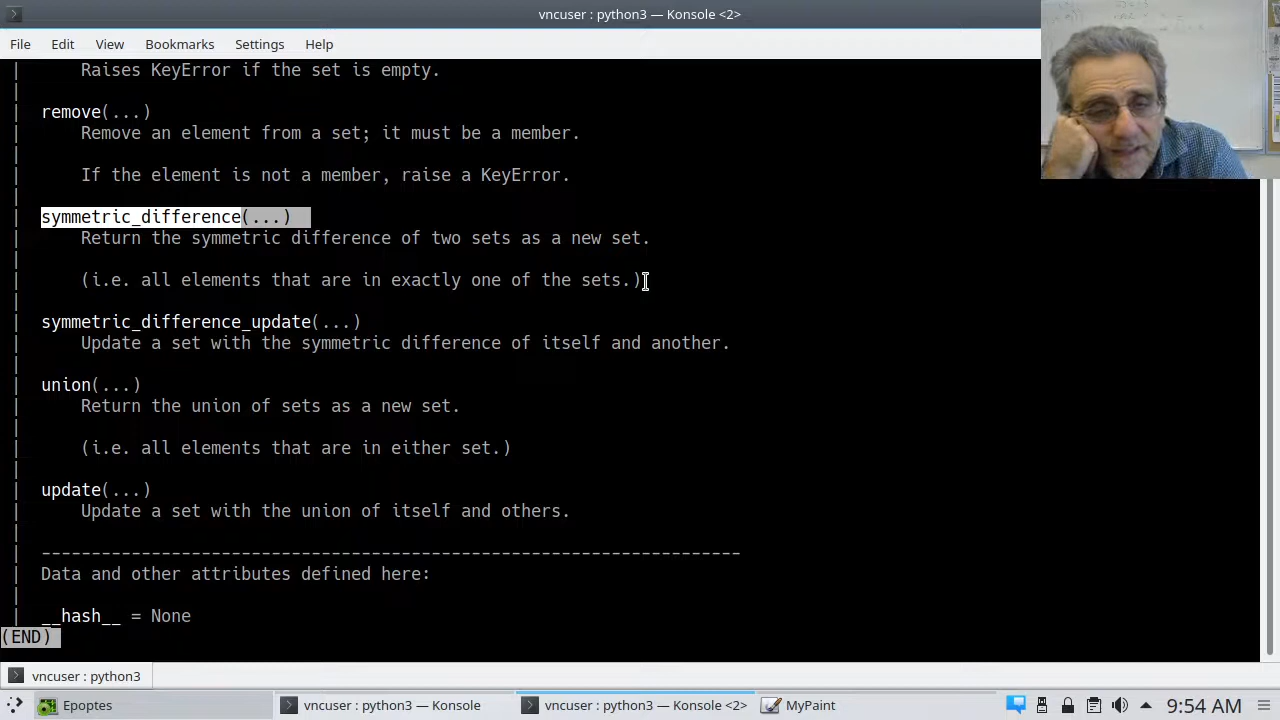 vncuser : python3 — Konsole <2>
File Edit View Bookmarks Settings Help
| Raises KeyError if the set is empty.
|
| remove(...)
| Remove an element from a set; it must be a member.
|
| If the element is not a member, raise a KeyError.
|
| symmetric_difference(...)
| Return the symmetric difference of two sets as a new set.
|
| (i.e. all elements that are in exactly one of the sets.)
|
| symmetric_difference_update(...)
| Update a set with the symmetric difference of itself and another.
|
| union(...)
| Return the union of sets as a new set.
|
| (i.e. all elements that are in either set.)
|
| update(...)
| Update a set with the union of itself and others.
|
| ----------------------------------------------------------------------
| Data and other attributes defined here:
|
| __hash__ = None
(END)
vncuser : python3
Epoptes vncuser : python3 — Konsole vncuser : python3 — Konsole <2> MyPaint 9:54 AM